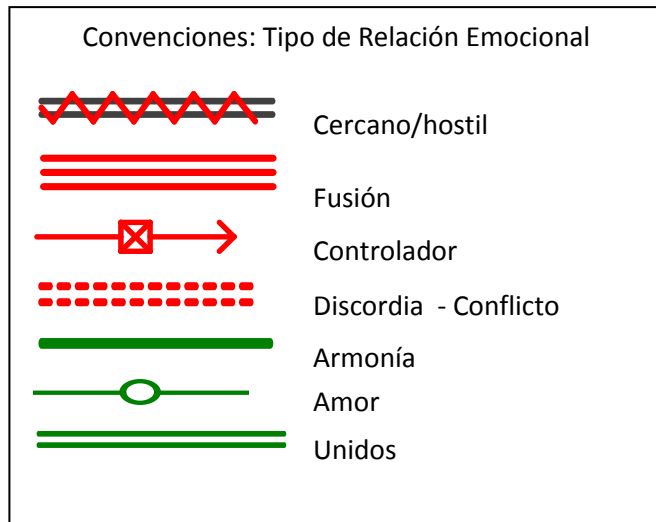 Convenciones: Tipo de Relación Emocional
Cercano/hostil
Fusión
Controlador
Discordia - Conflicto
Armonía
Amor
Unidos